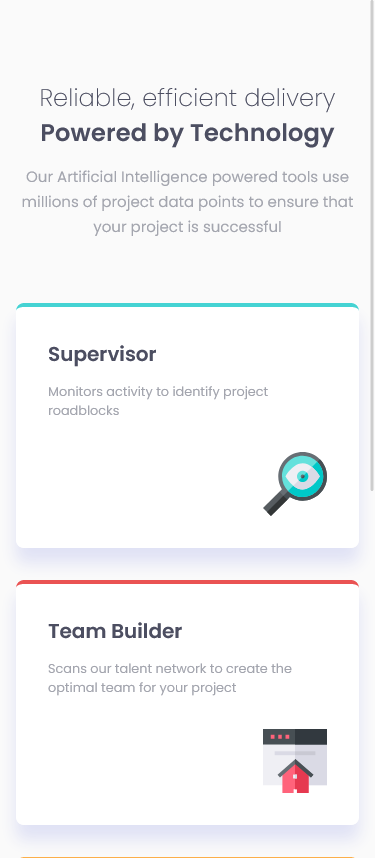 Reliable, efficient delivery
Powered by Technology
Our Artificial Intelligence powered tools use
millions of project data points to ensure that
your project is successful
Supervisor
Monitors activity to identify project
roadblocks
Team Builder
Scans our talent network to create the
optimal team for your project